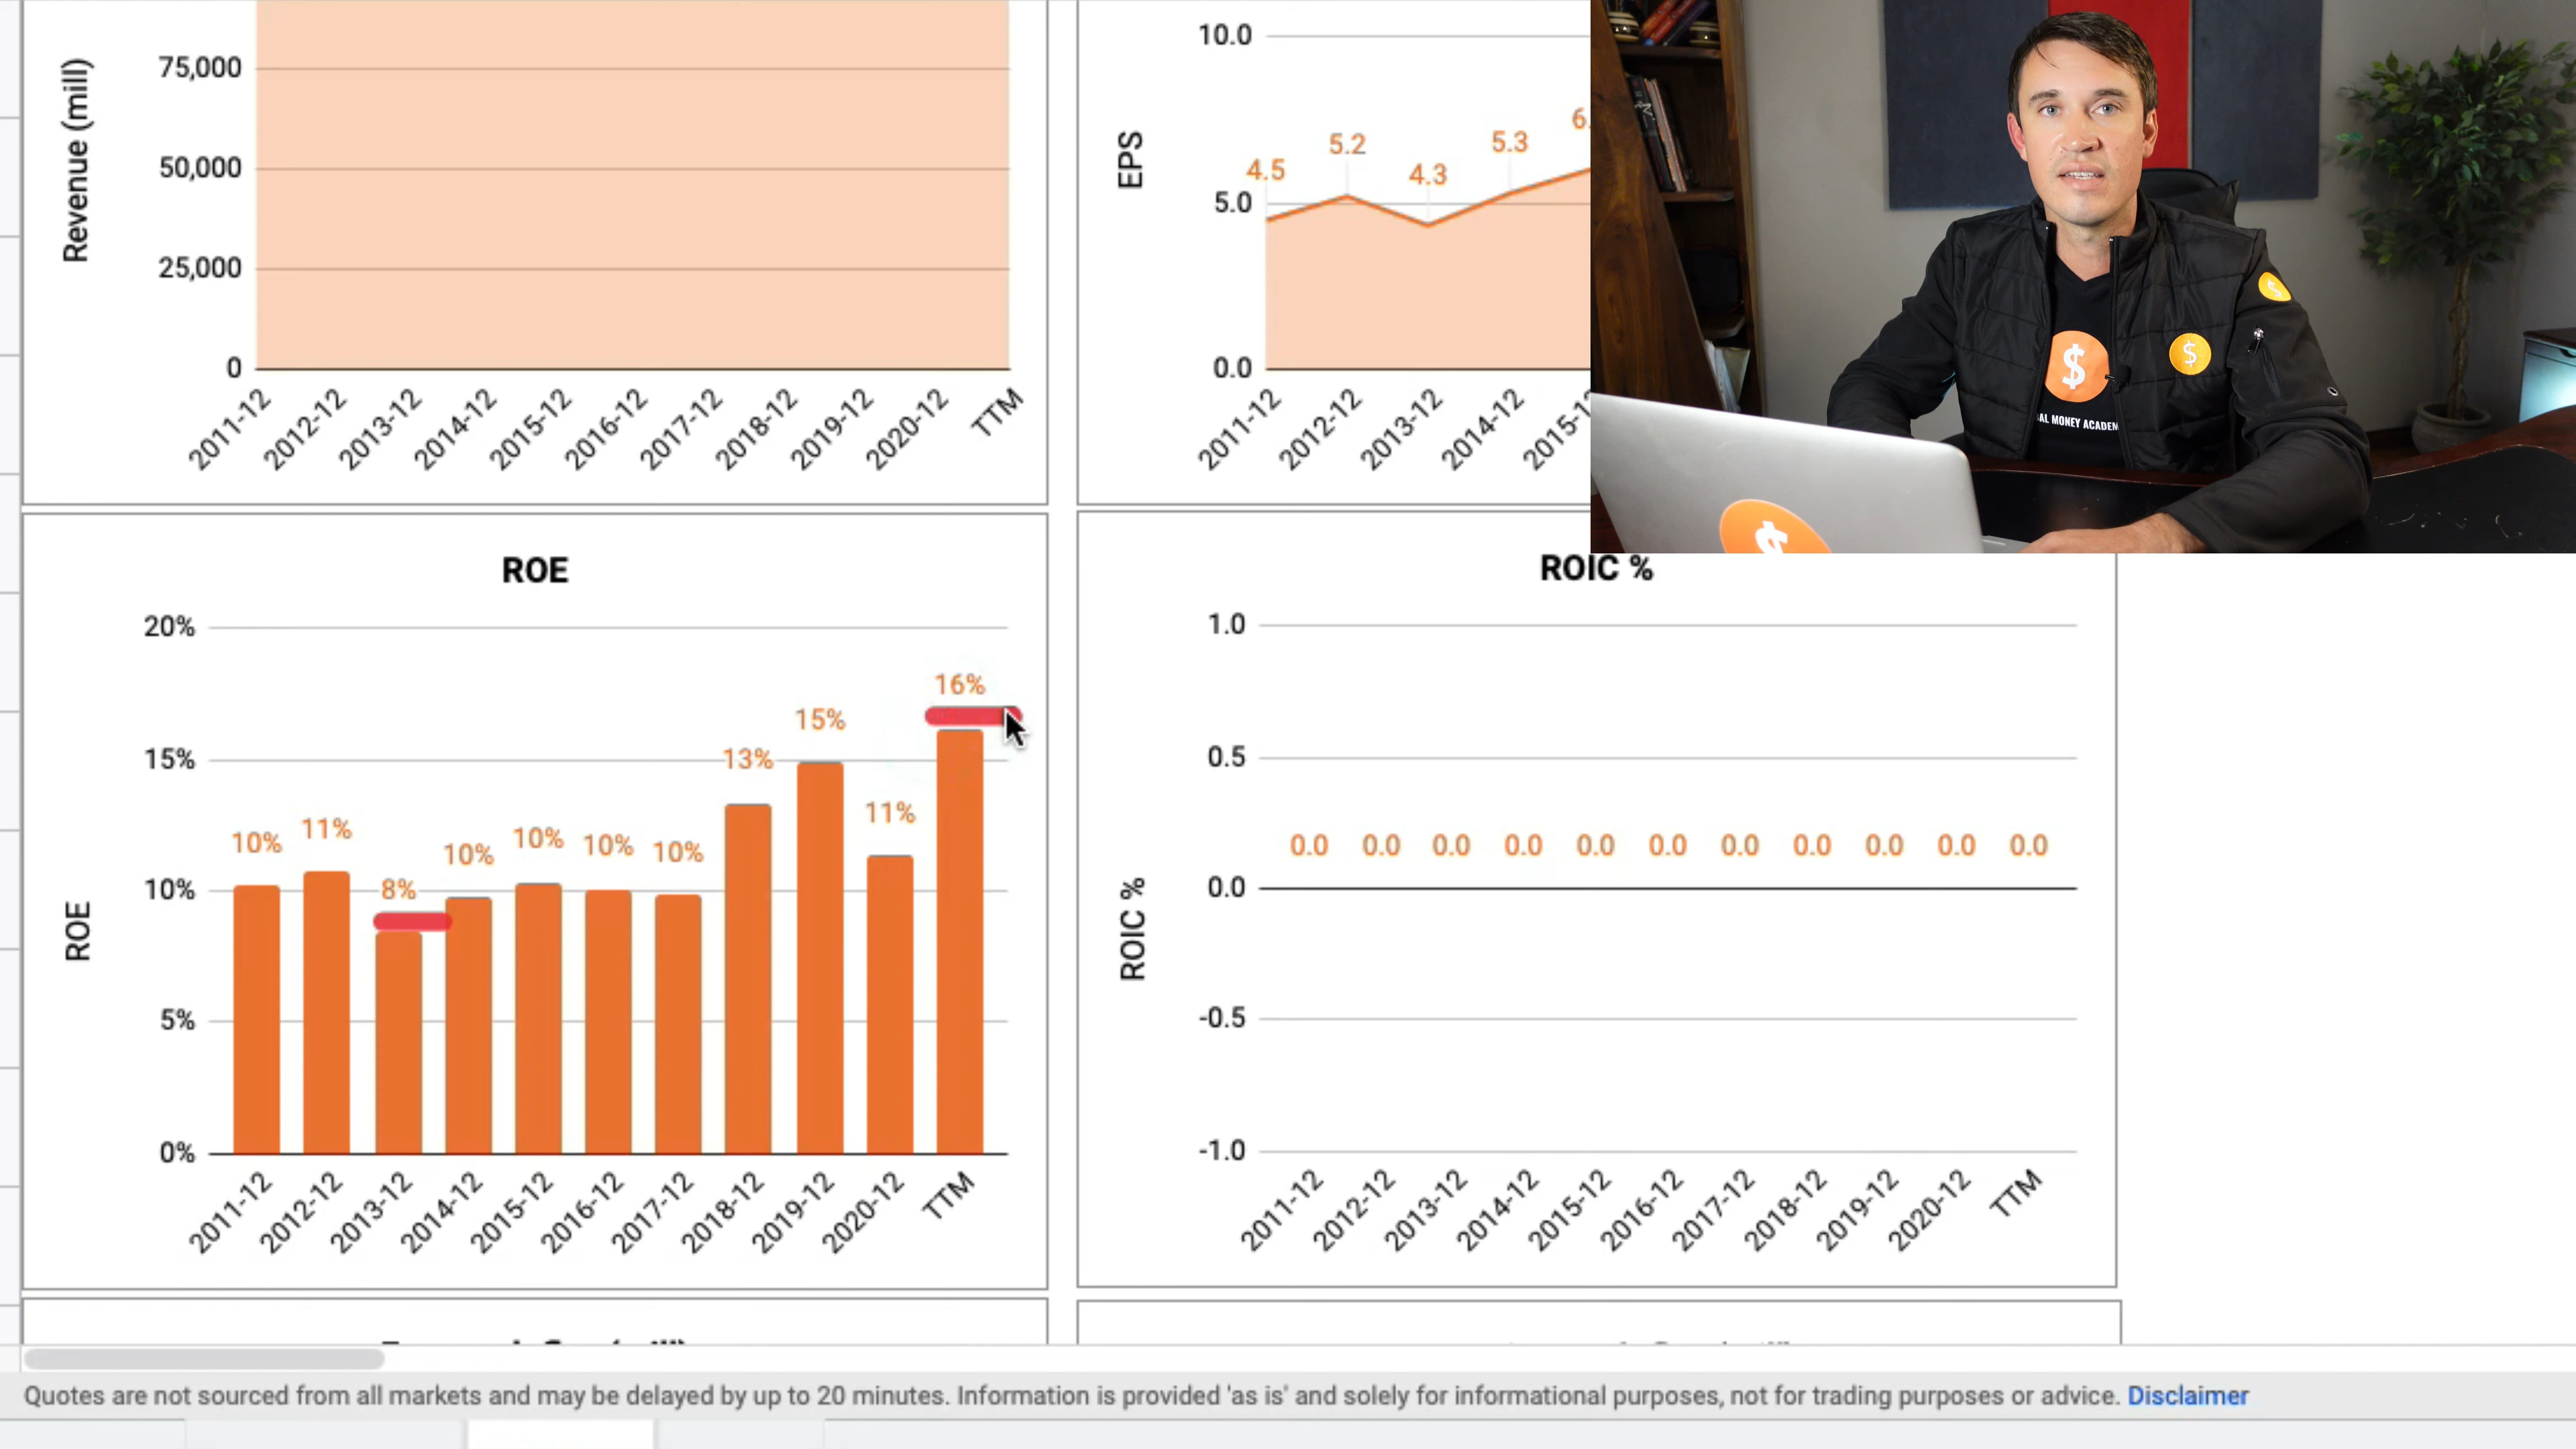 Revenue (mill)
75,000
50,000
25,000
0
2011-12 2012-12 2013-12 2014-12 2015-12 2016-12 2017-12 2018-12 2019-12 2020-12 TTM
EPS
10.0
5.0
0.0
4.5 5.2 4.3 5.3 6.
2011-12 2012-12 2013-12 2014-12 2015-1
$
$
$
AL MONEY ACADEM
$
ROE
ROE
20%
15%
10%
5%
0%
10% 11% 8% 10% 10% 10% 10% 13% 15% 11% 16%
2011-12 2012-12 2013-12 2014-12 2015-12 2016-12 2017-12 2018-12 2019-12 2020-12 TTM
ROIC %
ROIC %
1.0
0.5
0.0
-0.5
-1.0
0.0 0.0 0.0 0.0 0.0 0.0 0.0 0.0 0.0 0.0 0.0
2011-12 2012-12 2013-12 2014-12 2015-12 2016-12 2017-12 2018-12 2019-12 2020-12 TTM
Quotes are not sourced from all markets and may be delayed by up to 20 minutes. Information is provided 'as is' and solely for informational purposes, not for trading purposes or advice. Disclaimer